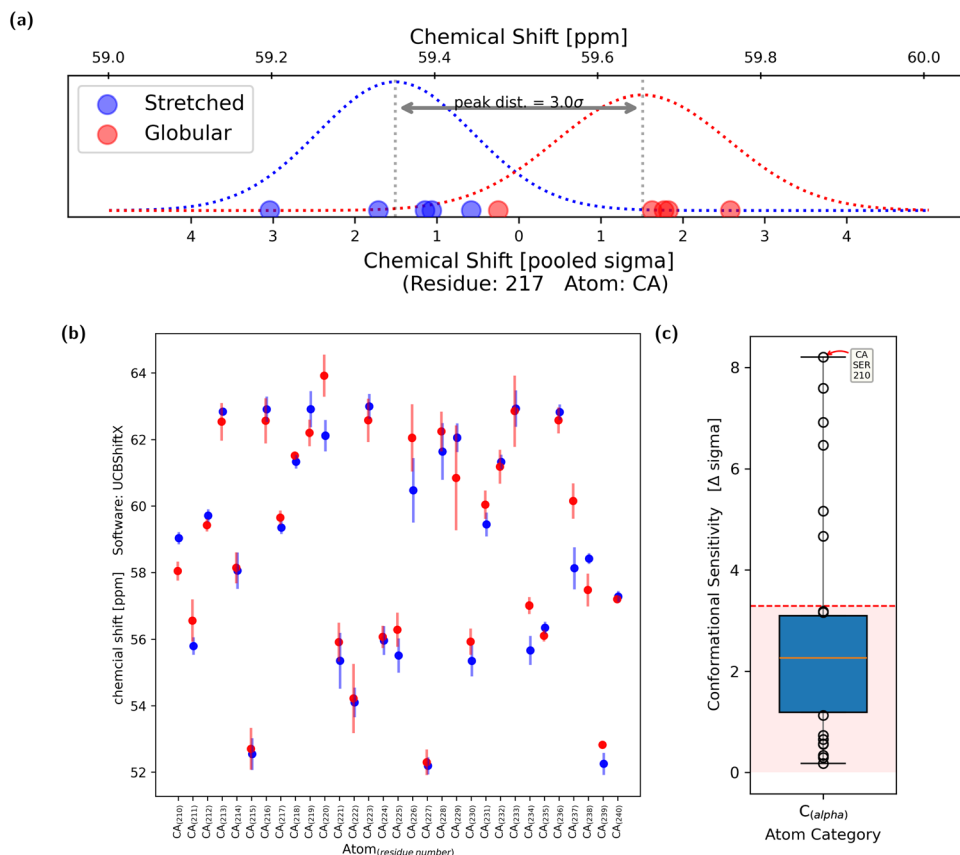 (a)
Chemical Shift [ppm]
59.0 59.2 59.4 59.6 59.8 60.0
Stretched
Globular
peak dist. = 3.0σ
4 3 2 1 0 1 2 3 4
Chemical Shift [pooled sigma]
(Residue: 217 Atom: CA)
(b)
chemcial shift [ppm] Software: UCBShiftX
64
62
60
58
56
54
52
CA(210) CA(211) CA(212) CA(213) CA(214) CA(215) CA(216) CA(217) CA(218) CA(219) CA(220) CA(221) CA(222) CA(223) CA(224) CA(225) CA(226) CA(227) CA(228) CA(229) CA(230) CA(231) CA(232) CA(233) CA(234) CA(235) CA(236) CA(237) CA(238) CA(239) CA(240)
Atom(residue number)
(c)
Conformational Sensitivity [Δ sigma]
8
6
4
2
0
CA
SER
210
C(alpha)
Atom Category